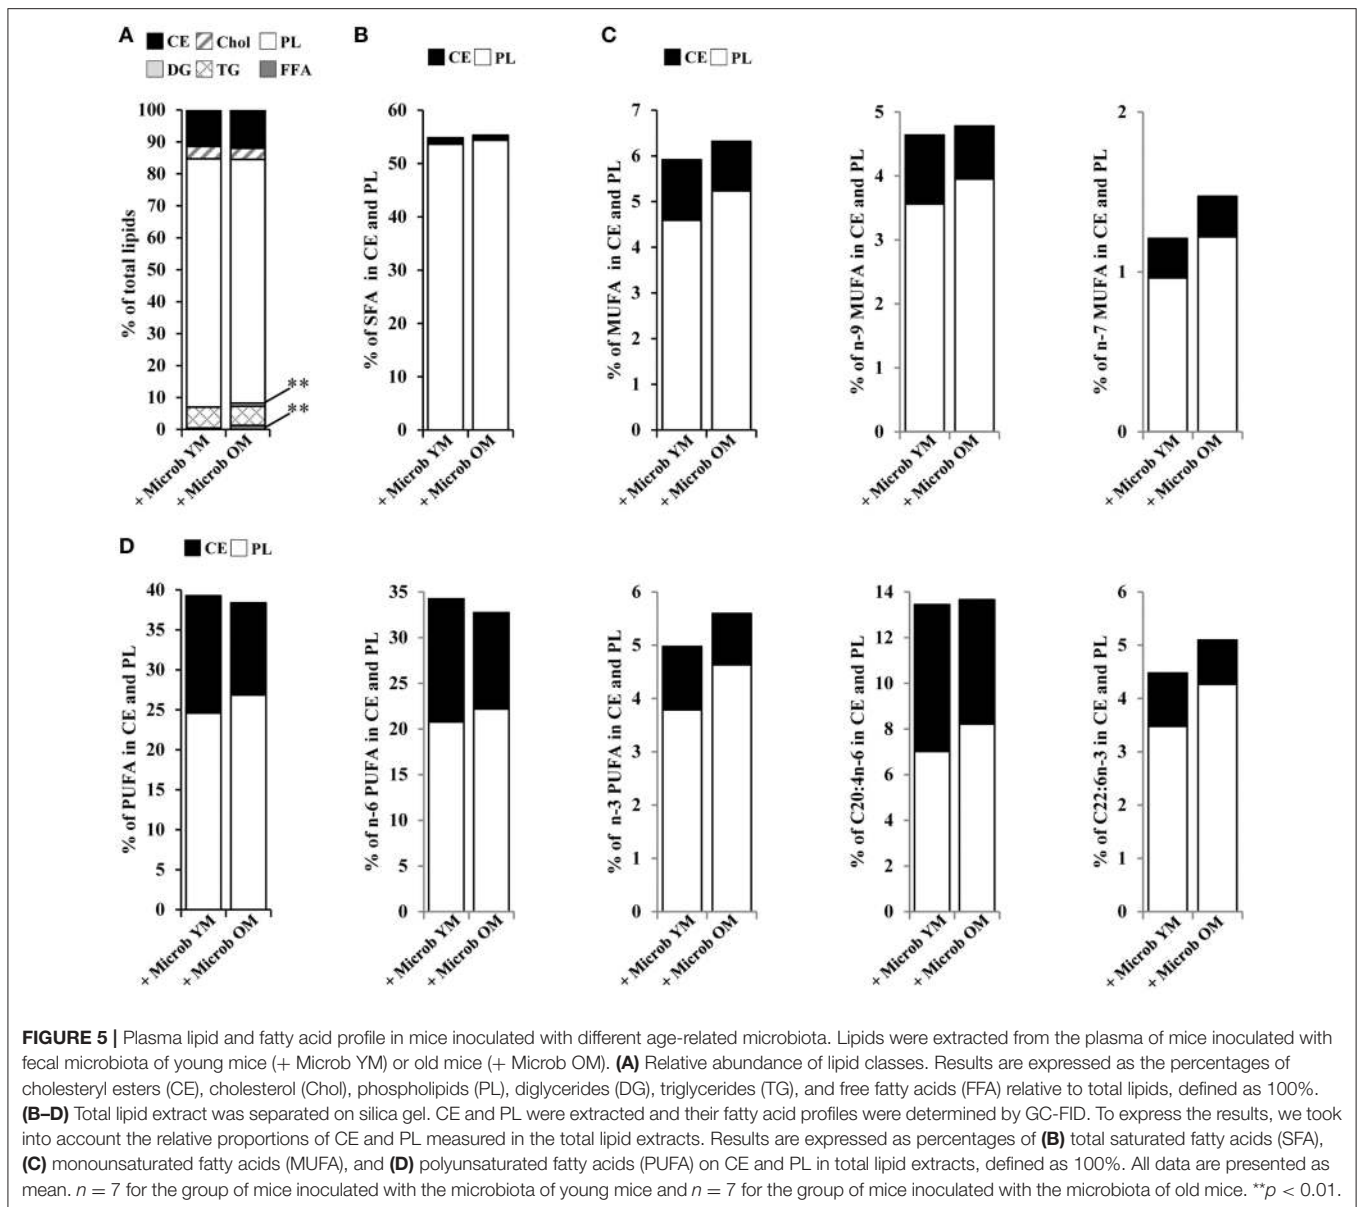 A
CE Chol PL
DG TG FFA
% of total lipids
100
90
80
70
60
50
40
30
20
10
0
**
**
+ Microb YM
+ Microb OM
B
CE PL
% of SFA in CE and PL
60
50
40
30
20
10
0
+ Microb YM
+ Microb OM
C
CE PL
% of MUFA in CE and PL
7
6
5
4
3
2
1
0
+ Microb YM
+ Microb OM
% of n-9 MUFA in CE and PL
5
4
3
2
1
0
+ Microb YM
+ Microb OM
% of n-7 MUFA in CE and PL
2
1
0
+ Microb YM
+ Microb OM
D
CE PL
% of PUFA in CE and PL
40
35
30
25
20
15
10
5
0
+ Microb YM
+ Microb OM
% of n-6 PUFA in CE and PL
35
30
25
20
15
10
5
0
+ Microb YM
+ Microb OM
% of n-3 PUFA in CE and PL
6
5
4
3
2
1
0
+ Microb YM
+ Microb OM
% of C20:4n-6 in CE and PL
14
12
10
8
6
4
2
0
+ Microb YM
+ Microb OM
% of C22:6n-3 in CE and PL
6
5
4
3
2
1
0
+ Microb YM
+ Microb OM
FIGURE 5 | Plasma lipid and fatty acid profile in mice inoculated with different age-related microbiota. Lipids were extracted from the plasma of mice inoculated with
fecal microbiota of young mice (+ Microb YM) or old mice (+ Microb OM). (A) Relative abundance of lipid classes. Results are expressed as the percentages of
cholesteryl esters (CE), cholesterol (Chol), phospholipids (PL), diglycerides (DG), triglycerides (TG), and free fatty acids (FFA) relative to total lipids, defined as 100%.
(B–D) Total lipid extract was separated on silica gel. CE and PL were extracted and their fatty acid profiles were determined by GC-FID. To express the results, we took
into account the relative proportions of CE and PL measured in the total lipid extracts. Results are expressed as percentages of (B) total saturated fatty acids (SFA),
(C) monounsaturated fatty acids (MUFA), and (D) polyunsaturated fatty acids (PUFA) on CE and PL in total lipid extracts, defined as 100%. All data are presented as
mean. n = 7 for the group of mice inoculated with the microbiota of young mice and n = 7 for the group of mice inoculated with the microbiota of old mice. **p < 0.01.